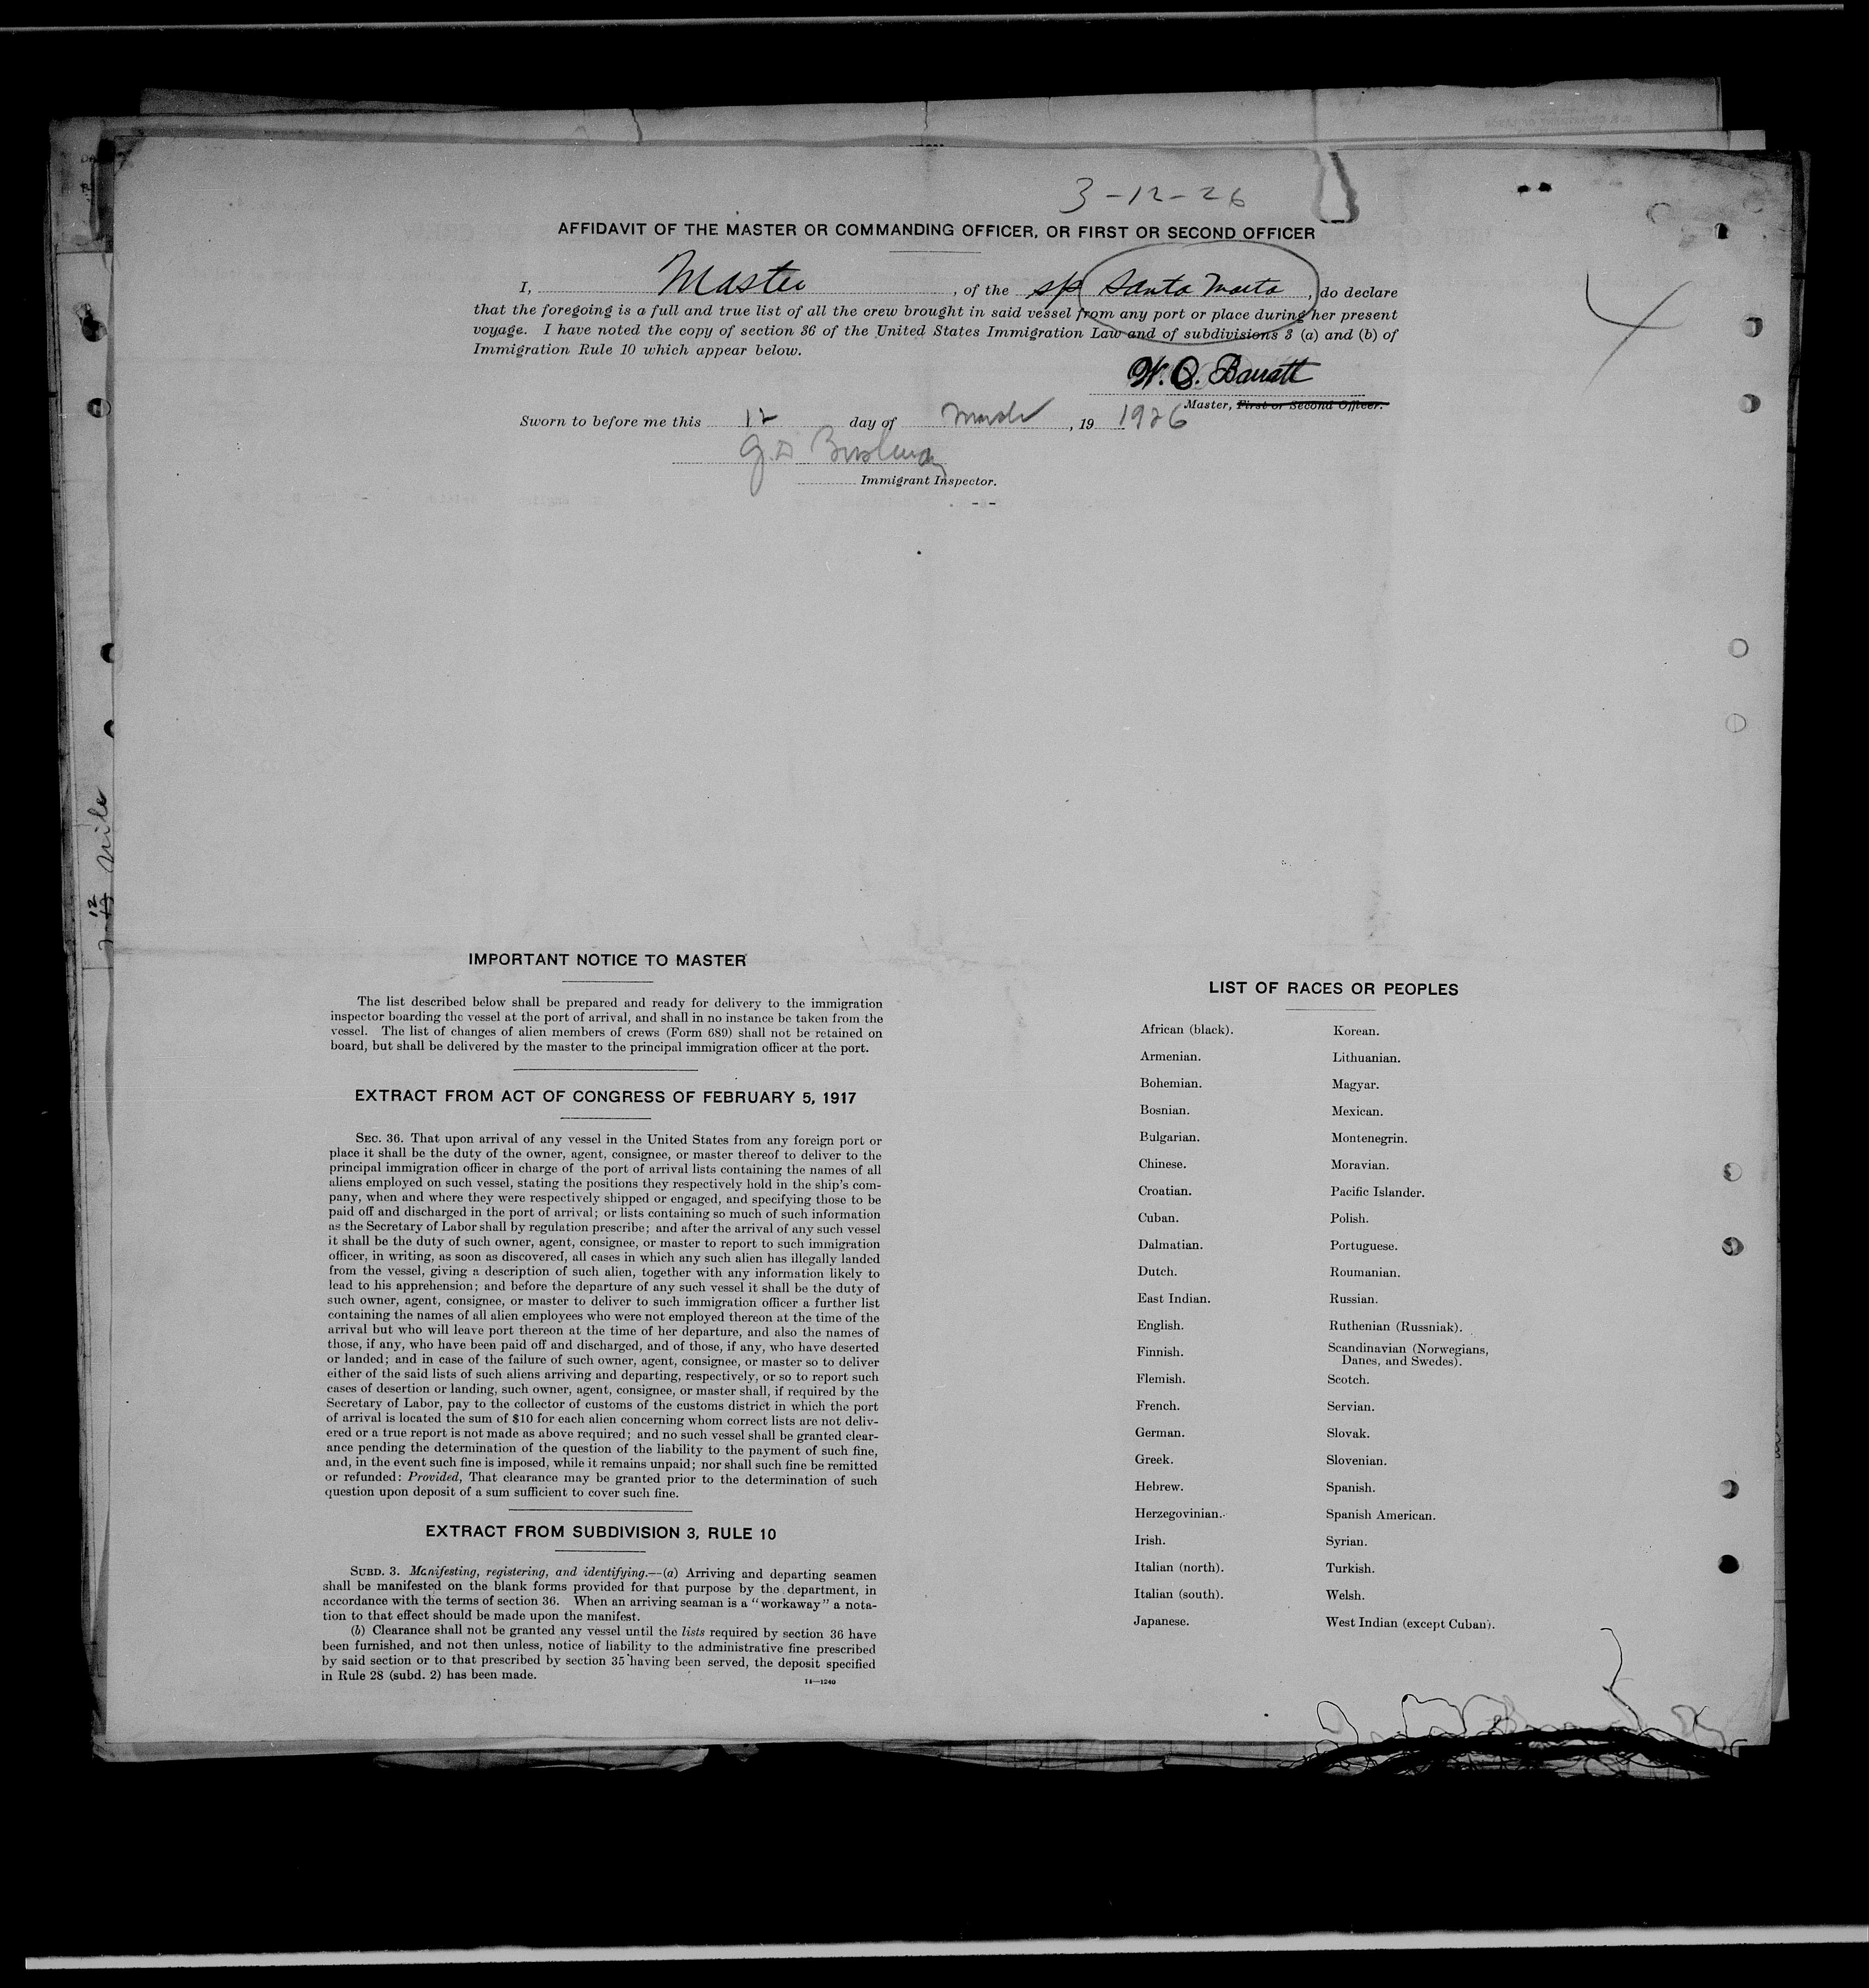 3-12-26
AFFIDAVIT OF THE MASTER OR COMMANDING OFFICER, OR FIRST OR SECOND OFFICER
I, Master, of the Santa Marta, do declare
that the foregoing is a full and true list of all the crew brought in said vessel from any port or place during her present
voyage. I have noted the copy of section 36 of the United States Immigration Law and of subdivisions 3 (a) and (b) of
Immigration Rule 10 which appear below.
W. O. Barratt
Master, First or Second Officer.
Sworn to before me this 12 day of March, 19 1926
Immigrant Inspector.
IMPORTANT NOTICE TO MASTER
The list described below shall be prepared and ready for delivery to the immigration
inspector boarding the vessel at the port of arrival, and shall in no instance be taken from the
vessel. The list of changes of alien members of crews (Form 689) shall not be retained on
board, but shall be delivered by the master to the principal immigration officer at the port.
EXTRACT FROM ACT OF CONGRESS OF FEBRUARY 5, 1917
SEC. 36. That upon arrival of any vessel in the United States from any foreign port or
place it shall be the duty of the owner, agent, consignee, or master thereof to deliver to the
principal immigration officer in charge of the port of arrival lists containing the names of all
aliens employed on such vessel, stating the positions they respectively hold in the ship's com-
pany, when and where they were respectively shipped or engaged, and specifying those to be
paid off and discharged in the port of arrival; or lists containing so much of such information
as the Secretary of Labor shall by regulation prescribe; and after the arrival of any such vessel
it shall be the duty of such owner, agent, consignee, or master to report to such immigration
officer, in writing, as soon as discovered, all cases in which any such alien has illegally landed
from the vessel, giving a description of such alien, together with any information likely to
lead to his apprehension; and before the departure of any such vessel it shall be the duty of
such owner, agent, consignee, or master to deliver to such immigration officer a further list
containing the names of all alien employees who were not employed thereon at the time of the
arrival but who will leave port thereon at the time of her departure, and also the names of
those, if any, who have been paid off and discharged, and of those, if any, who have deserted
or landed; and in case of the failure of such owner, agent, consignee, or master so to deliver
either of the said lists of such aliens arriving and departing, respectively, or so to report such
cases of desertion or landing, such owner, agent, consignee, or master shall, if required by the
Secretary of Labor, pay to the collector of customs of the customs district in which the port
of arrival is located the sum of $10 for each alien concerning whom correct lists are not deliv-
ered or a true report is not made as above required; and no such vessel shall be granted clear-
ance pending the determination of the question of the liability to the payment of such fine,
and, in the event such fine is imposed, while it remains unpaid; nor shall such fine be remitted
or refunded: Provided, That clearance may be granted prior to the determination of such
question upon deposit of a sum sufficient to cover such fine.
EXTRACT FROM SUBDIVISION 3, RULE 10
SUBD. 3. Manifesting, registering, and identifying.—(a) Arriving and departing seamen
shall be manifested on the blank forms provided for that purpose by the department, in
accordance with the terms of section 36. When an arriving seaman is a "workaway" a nota-
tion to that effect should be made upon the manifest.
(b) Clearance shall not be granted any vessel until the lists required by section 36 have
been furnished, and not then unless, notice of liability to the administrative fine prescribed
by said section or to that prescribed by section 35 having been served, the deposit specified
in Rule 28 (subd. 2) has been made.
14—1240
LIST OF RACES OR PEOPLES
African (black).
Armenian.
Bohemian.
Bosnian.
Bulgarian.
Chinese.
Croatian.
Cuban.
Dalmatian.
Dutch.
East Indian.
English.
Finnish.
Flemish.
French.
German.
Greek.
Hebrew.
Herzegovinian.
Irish.
Italian (north).
Italian (south).
Japanese.
Korean.
Lithuanian.
Magyar.
Mexican.
Montenegrin.
Moravian.
Pacific Islander.
Polish.
Portuguese.
Roumanian.
Russian.
Ruthenian (Russniak).
Scandinavian (Norwegians,
Danes, and Swedes).
Scotch.
Servian.
Slovak.
Slovenian.
Spanish.
Spanish American.
Syrian.
Turkish.
Welsh.
West Indian (except Cuban).